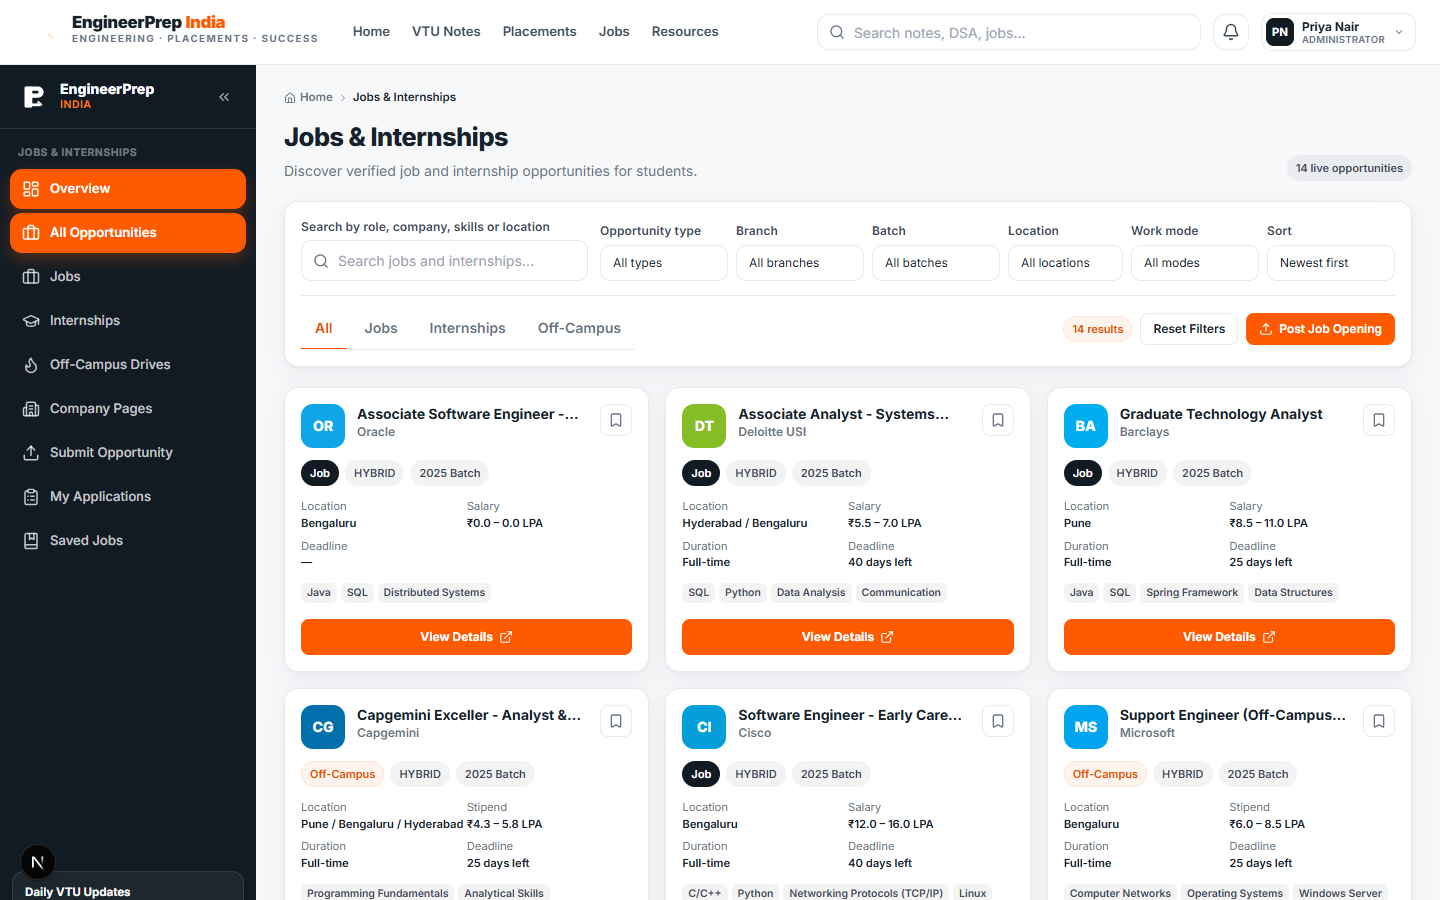 EngineerPrep India
ENGINEERING · PLACEMENTS · SUCCESS
Home
VTU Notes
Placements
Jobs
Resources
Search notes, DSA, jobs...
PN
Priya Nair
ADMINISTRATOR
EngineerPrep
INDIA
JOBS & INTERNSHIPS
Overview
All Opportunities
Jobs
Internships
Off-Campus Drives
Company Pages
Submit Opportunity
My Applications
Saved Jobs
N
Daily VTU Updates
Home > Jobs & Internships
Jobs & Internships
Discover verified job and internship opportunities for students.
14 live opportunities
Search by role, company, skills or location
Search jobs and internships...
Opportunity type
All types
Branch
All branches
Batch
All batches
Location
All locations
Work mode
All modes
Sort
Newest first
All
Jobs
Internships
Off-Campus
14 results
Reset Filters
Post Job Opening
OR
Associate Software Engineer -...
Oracle
Job
HYBRID
2025 Batch
Location
Bengaluru
Salary
₹0.0 – 0.0 LPA
Deadline
—
Java
SQL
Distributed Systems
View Details
DT
Associate Analyst - Systems...
Deloitte USI
Job
HYBRID
2025 Batch
Location
Hyderabad / Bengaluru
Salary
₹5.5 – 7.0 LPA
Duration
Full-time
Deadline
40 days left
SQL
Python
Data Analysis
Communication
View Details
BA
Graduate Technology Analyst
Barclays
Job
HYBRID
2025 Batch
Location
Pune
Salary
₹8.5 – 11.0 LPA
Duration
Full-time
Deadline
25 days left
Java
SQL
Spring Framework
Data Structures
View Details
CG
Capgemini Exceller - Analyst &...
Capgemini
Off-Campus
HYBRID
2025 Batch
Location
Pune / Bengaluru / Hyderabad
Stipend
₹4.3 – 5.8 LPA
Duration
Full-time
Deadline
25 days left
Programming Fundamentals
Analytical Skills
CI
Software Engineer - Early Care...
Cisco
Job
HYBRID
2025 Batch
Location
Bengaluru
Salary
₹12.0 – 16.0 LPA
Duration
Full-time
Deadline
40 days left
C/C++
Python
Networking Protocols (TCP/IP)
Linux
MS
Support Engineer (Off-Campus...
Microsoft
Off-Campus
HYBRID
2025 Batch
Location
Bengaluru
Stipend
₹6.0 – 8.5 LPA
Duration
Full-time
Deadline
25 days left
Computer Networks
Operating Systems
Windows Server